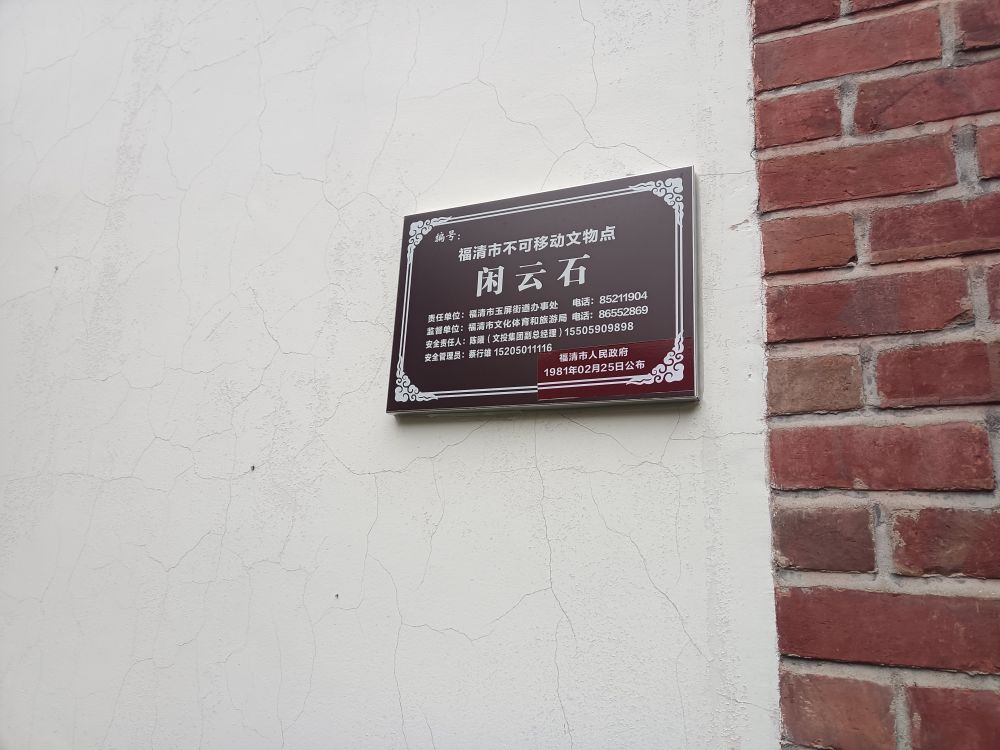 编号：
福清市不可移动文物点
闲云石
责任单位：福清市玉屏街道办事处 电话：85211904
监督单位：福清市文化体育和旅游局 电话：86552869
安全责任人：陈曦（文投集团副总经理）15505909898
安全管理员：蔡行雄 15205011116
福清市人民政府
1981年02月25日公布